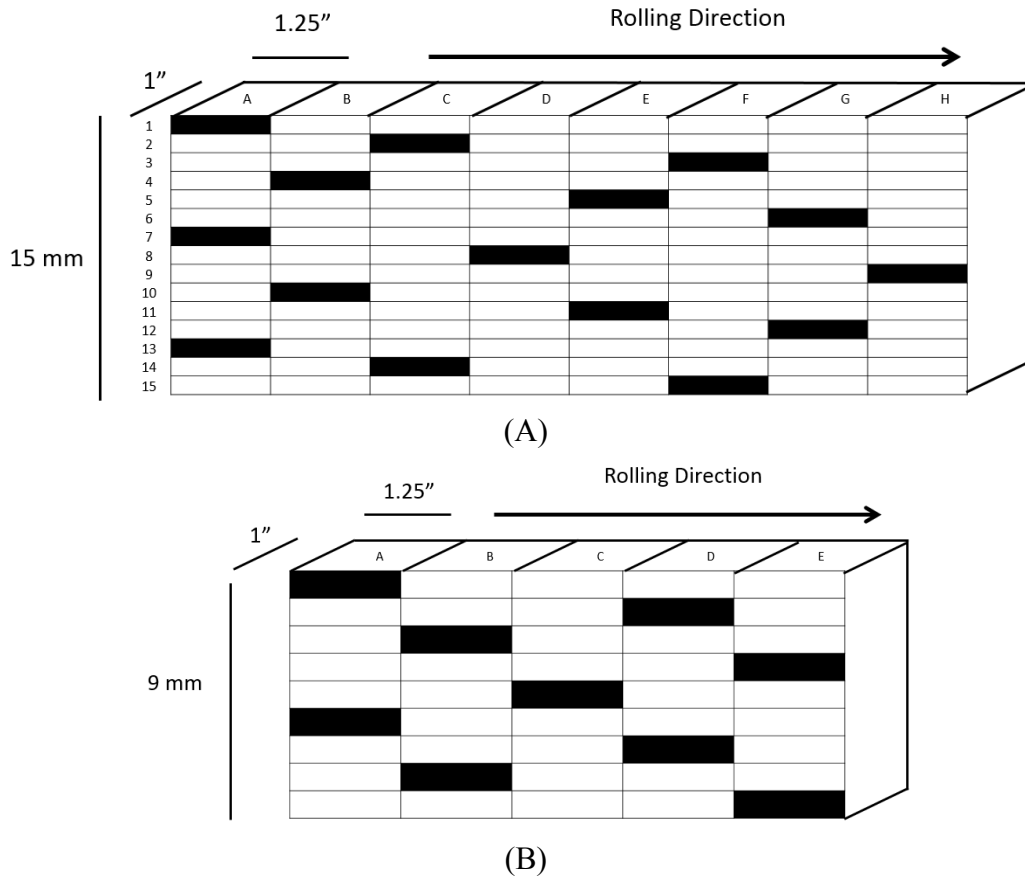 1.25”
Rolling Direction
1”
A B C D E F G H
1
2
3
4
5
6
7
8
9
10
11
12
13
14
15
15 mm
(A)
Rolling Direction
1.25”
1”
A B C D E
9 mm
(B)